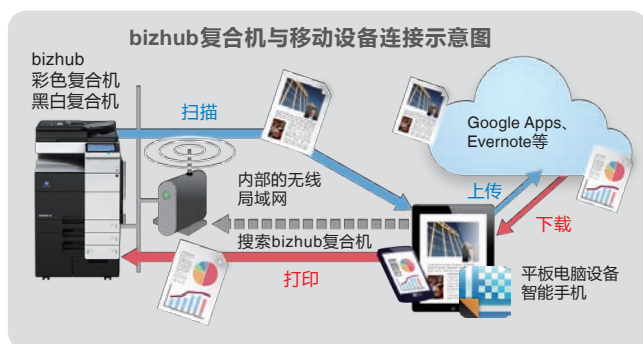 bizhub复合机与移动设备连接示意图
bizhub
彩色复合机
黑白复合机
扫描
Google Apps、
Evernote等
内部的无线
局域网
上传
下载
搜索bizhub复合机
打印
平板电脑设备
智能手机